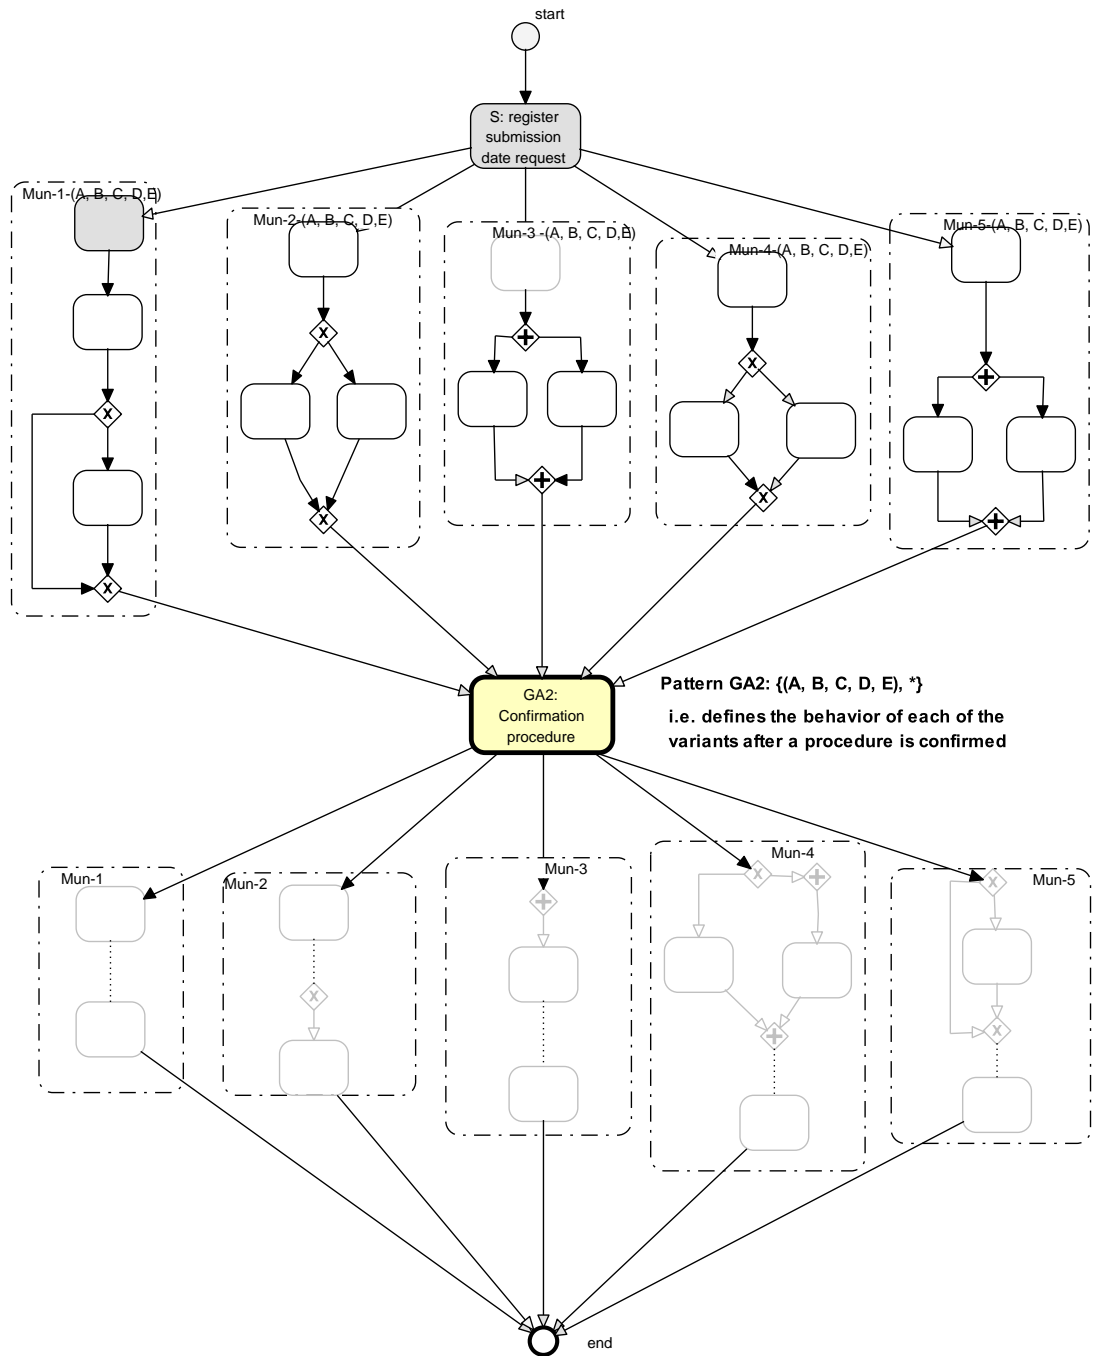 start
S: register
submission
date request
Mun-1-(A, B, C, D,E)
Mun-2-(A, B, C, D,E)
Mun-3 -(A, B, C, D,E)
Mun-4-(A, B, C, D,E)
Mun-5-(A, B, C, D,E)
X
+
X
+
X
X
+
X
X
+
X
GA2:
Confirmation
procedure
Pattern GA2: {(A, B, C, D, E), *}
i.e. defines the behavior of each of the
variants after a procedure is confirmed
Mun-1
Mun-2
Mun-3
Mun-4
Mun-5
X
+
X
+
X
X
+
end